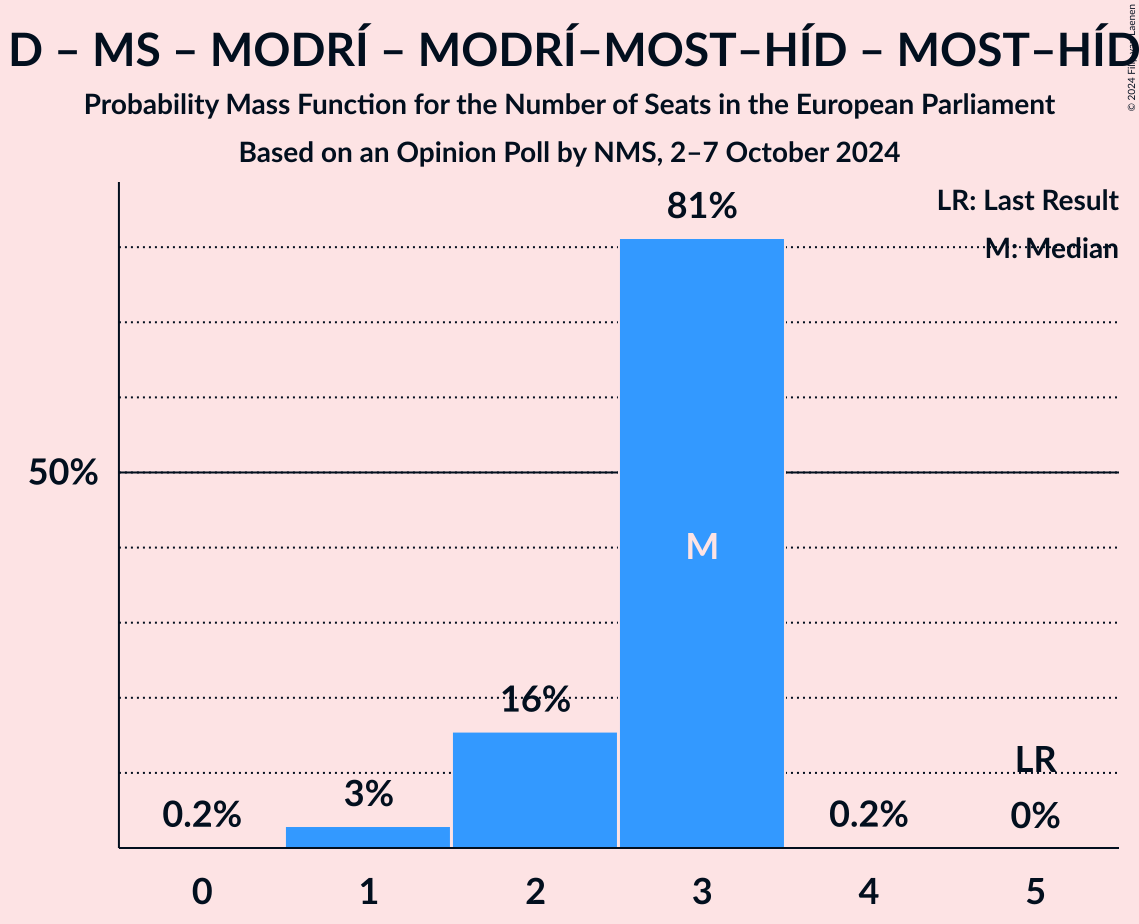 D – MS – MODRÍ – MODRÍ–MOST–HÍD – MOST–HÍD
Probability Mass Function for the Number of Seats in the European Parliament
Based on an Opinion Poll by NMS, 2–7 October 2024
LR: Last Result
M: Median
81%
50%
M
16%
LR
3%
0.2%
0.2%
0%
0 1 2 3 4 5
© 2024 Laenen